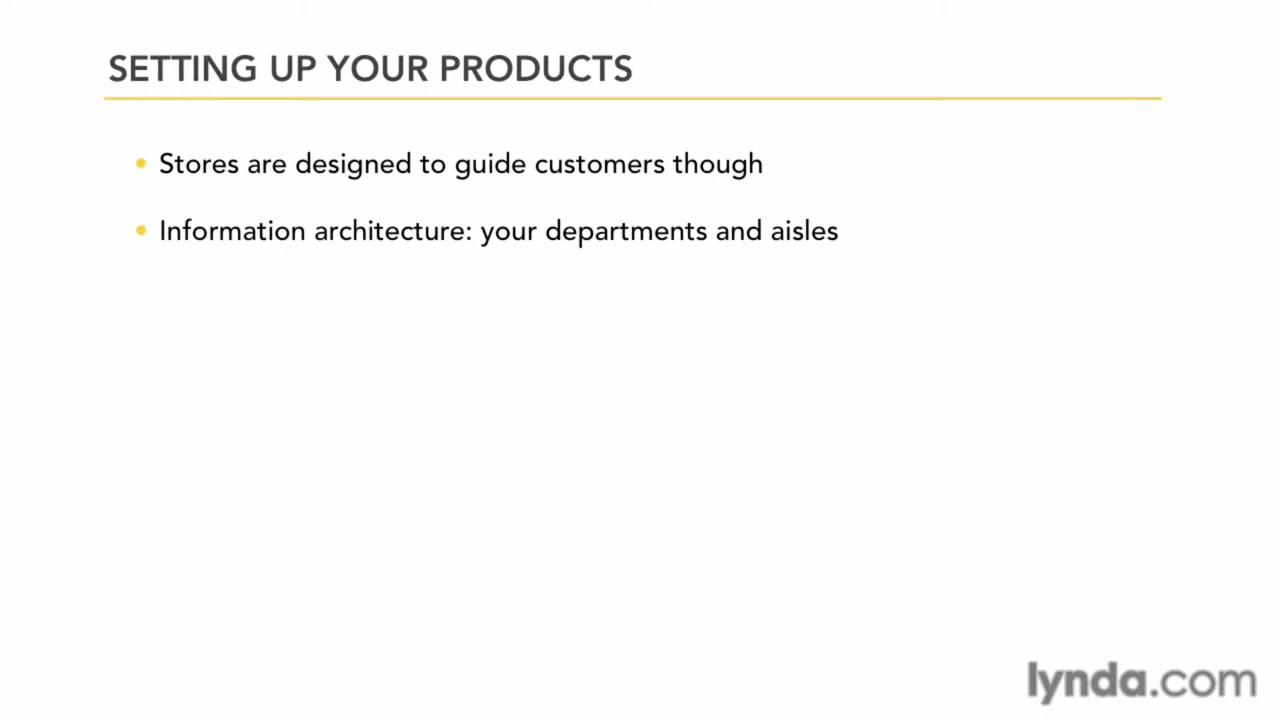 SETTING UP YOUR PRODUCTS
• Stores are designed to guide customers though
• Information architecture: your departments and aisles
lynda.com